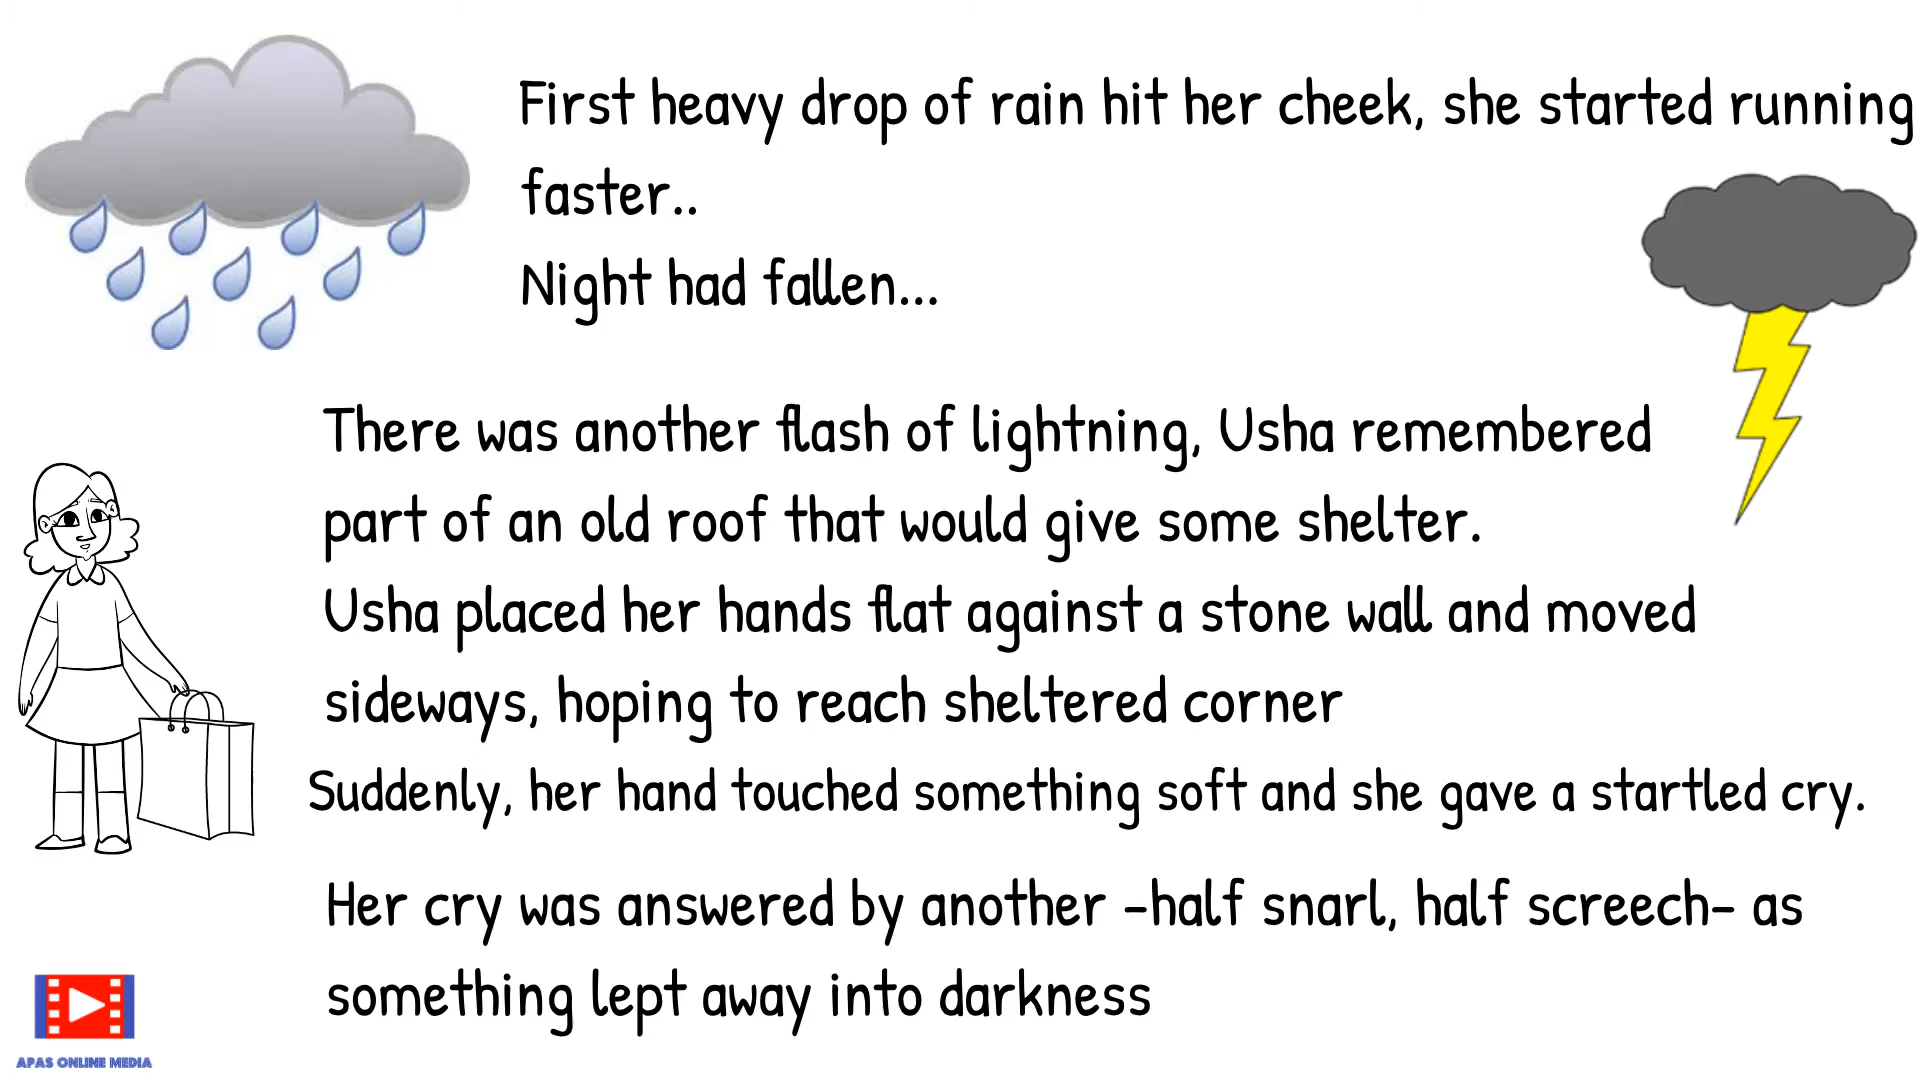 First heavy drop of rain hit her cheek, she started running
faster..
Night had fallen...
There was another flash of lightning, Usha remembered
part of an old roof that would give some shelter.
Usha placed her hands flat against a stone wall and moved
sideways, hoping to reach sheltered corner
Suddenly, her hand touched something soft and she gave a startled cry.
Her cry was answered by another -half snarl, half screech- as
something lept away into darkness
APAS ONLINE MEDIA